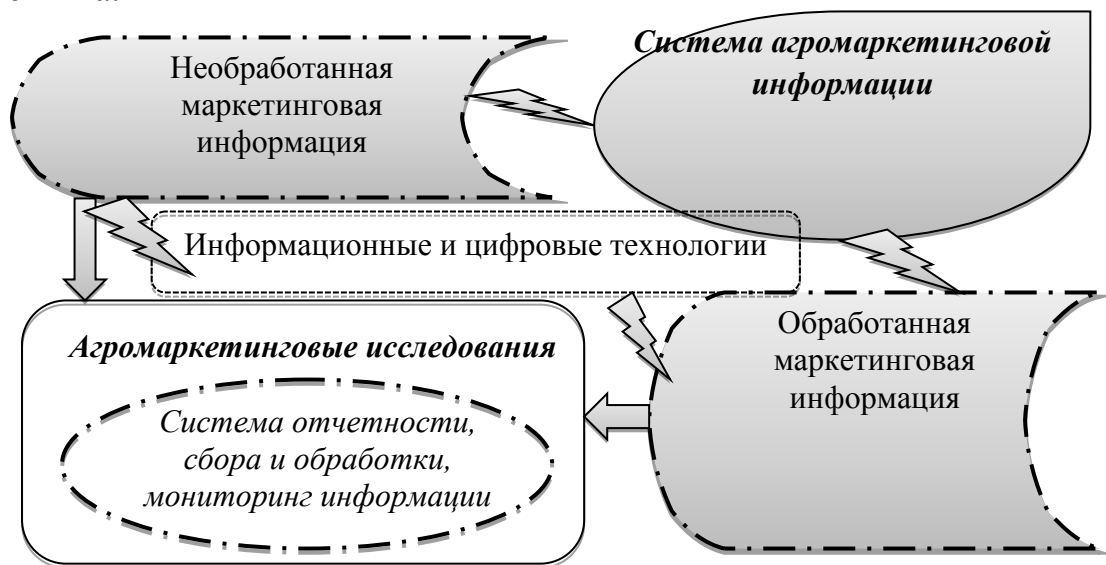 Необработанная
маркетинговая
информация
Система агромаркетинговой
информации
Информационные и цифровые технологии
Агромаркетинговые исследования
Система отчетности,
сбора и обработки,
мониторинг информации
Обработанная
маркетинговая
информация